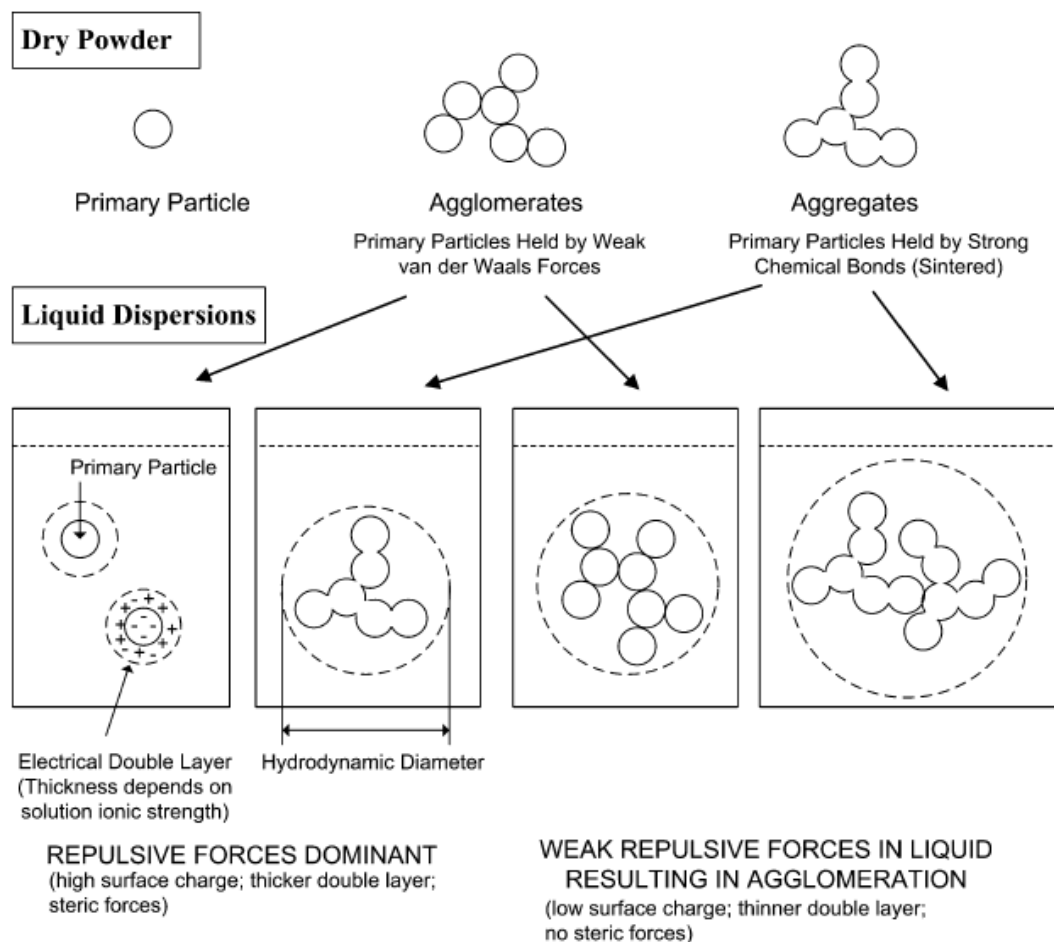 Dry Powder
Primary Particle
Agglomerates
Primary Particles Held by Weak
van der Waals Forces
Aggregates
Primary Particles Held by Strong
Chemical Bonds (Sintered)
Liquid Dispersions
Primary Particle
Electrical Double Layer
(Thickness depends on
solution ionic strength)
Hydrodynamic Diameter
REPULSIVE FORCES DOMINANT
(high surface charge; thicker double layer;
steric forces)
WEAK REPULSIVE FORCES IN LIQUID
RESULTING IN AGGLOMERATION
(low surface charge; thinner double layer;
no steric forces)